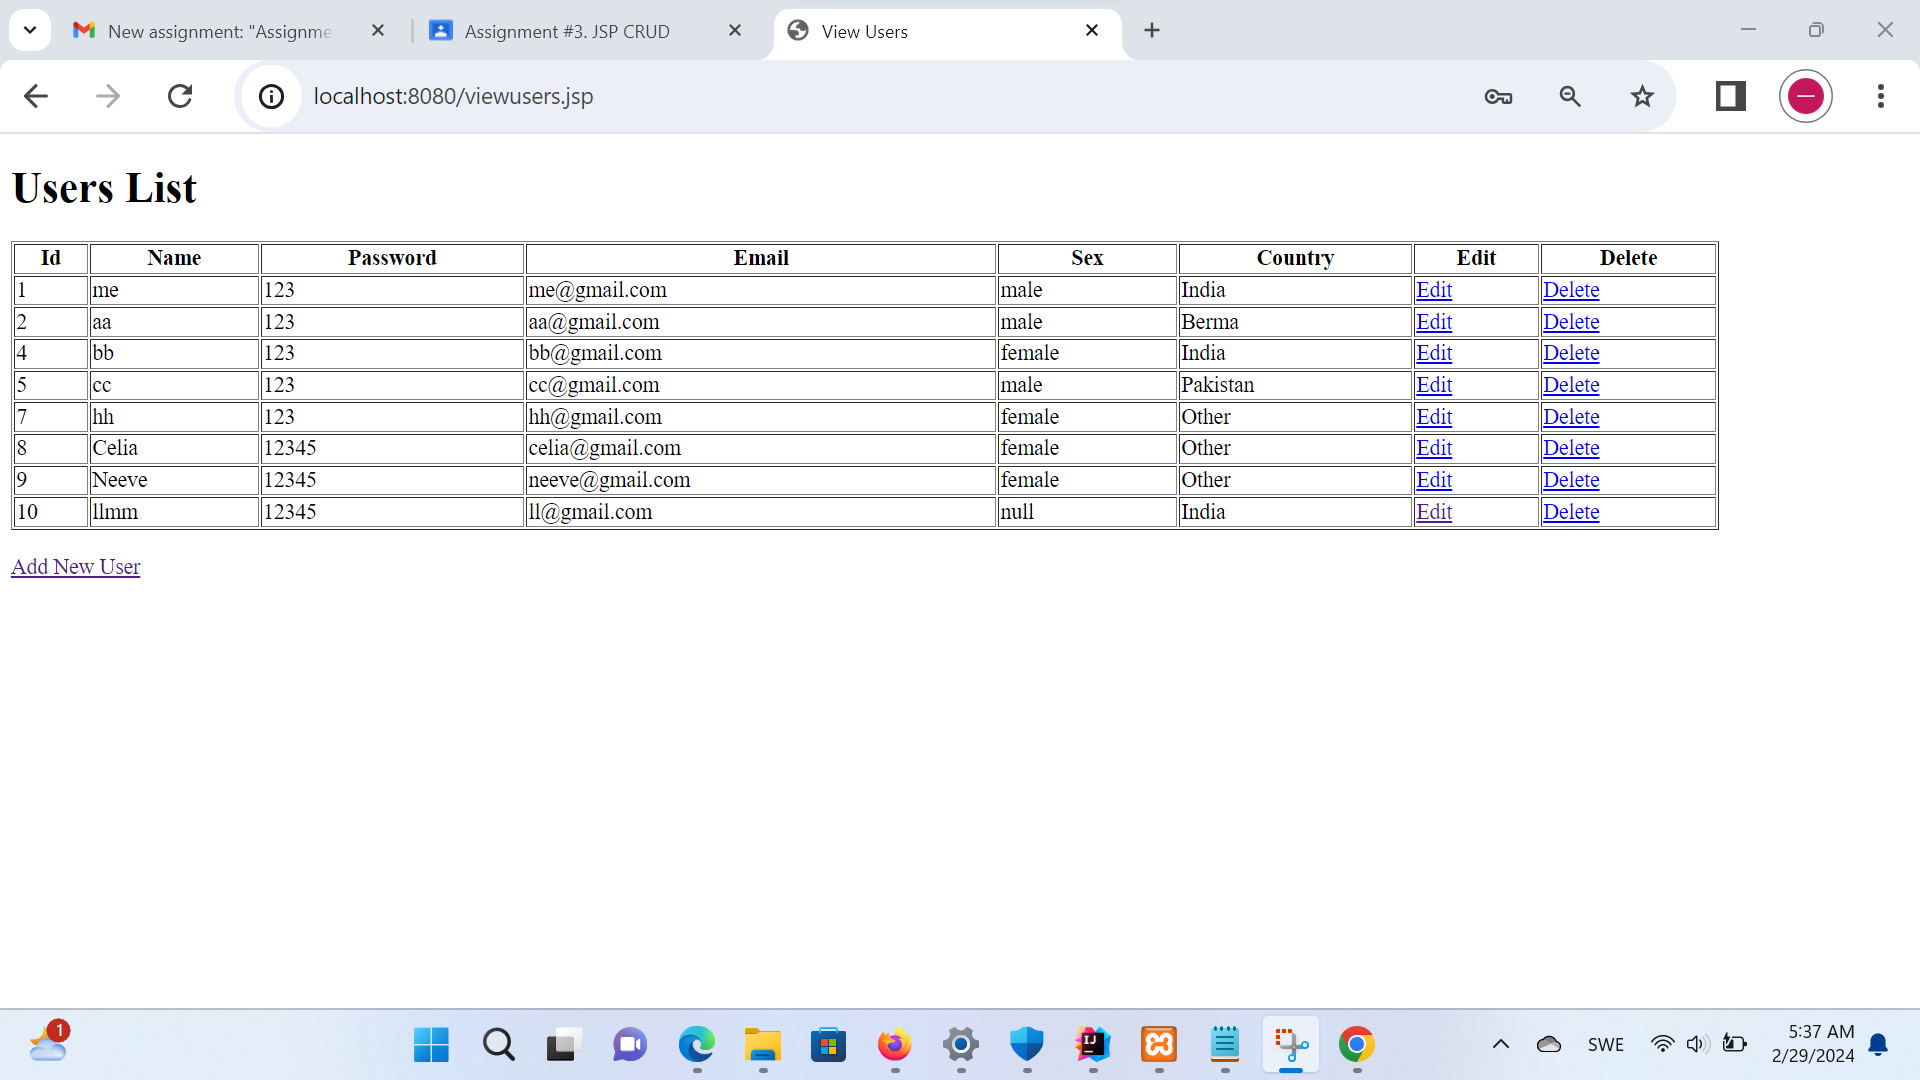 New assignment: "Assignme
Assignment #3. JSP CRUD
View Users
localhost:8080/viewusers.jsp
Users List
Id Name Password Email Sex Country Edit Delete
1 me 123 me@gmail.com male India Edit Delete
2 aa 123 aa@gmail.com male Berma Edit Delete
4 bb 123 bb@gmail.com female India Edit Delete
5 cc 123 cc@gmail.com male Pakistan Edit Delete
7 hh 123 hh@gmail.com female Other Edit Delete
8 Celia 12345 celia@gmail.com female Other Edit Delete
9 Neeve 12345 neeve@gmail.com female Other Edit Delete
10 llmm 12345 ll@gmail.com null India Edit Delete
Add New User
1
IJ
SWE
5:37 AM
2/29/2024